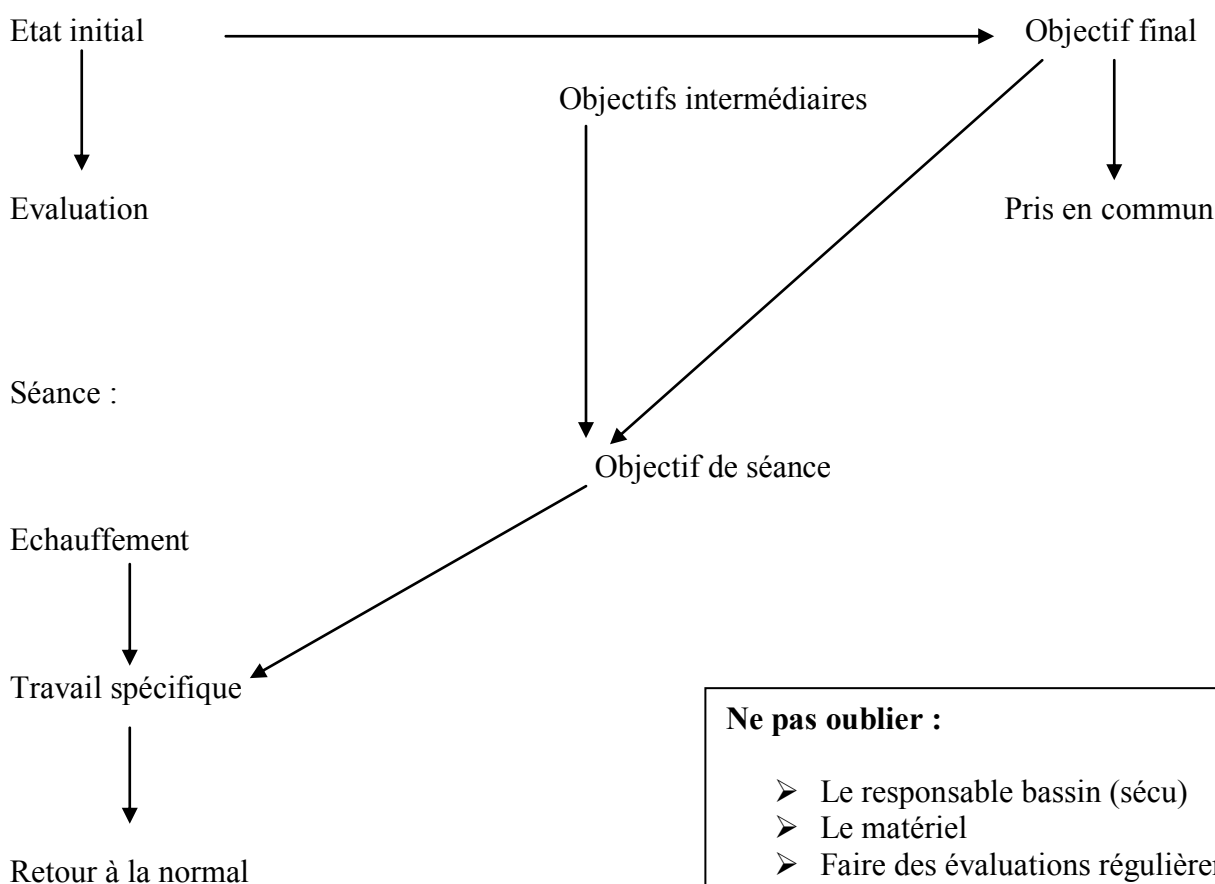 Etat initial
Objectif final
Objectifs intermédiaires
Evaluation
Pris en commun
Séance :
Objectif de séance
Echauffement
Travail spécifique
Ne pas oublier :
Le responsable bassin (sécu)
Le matériel
Retour à la normal
Faire des évaluations